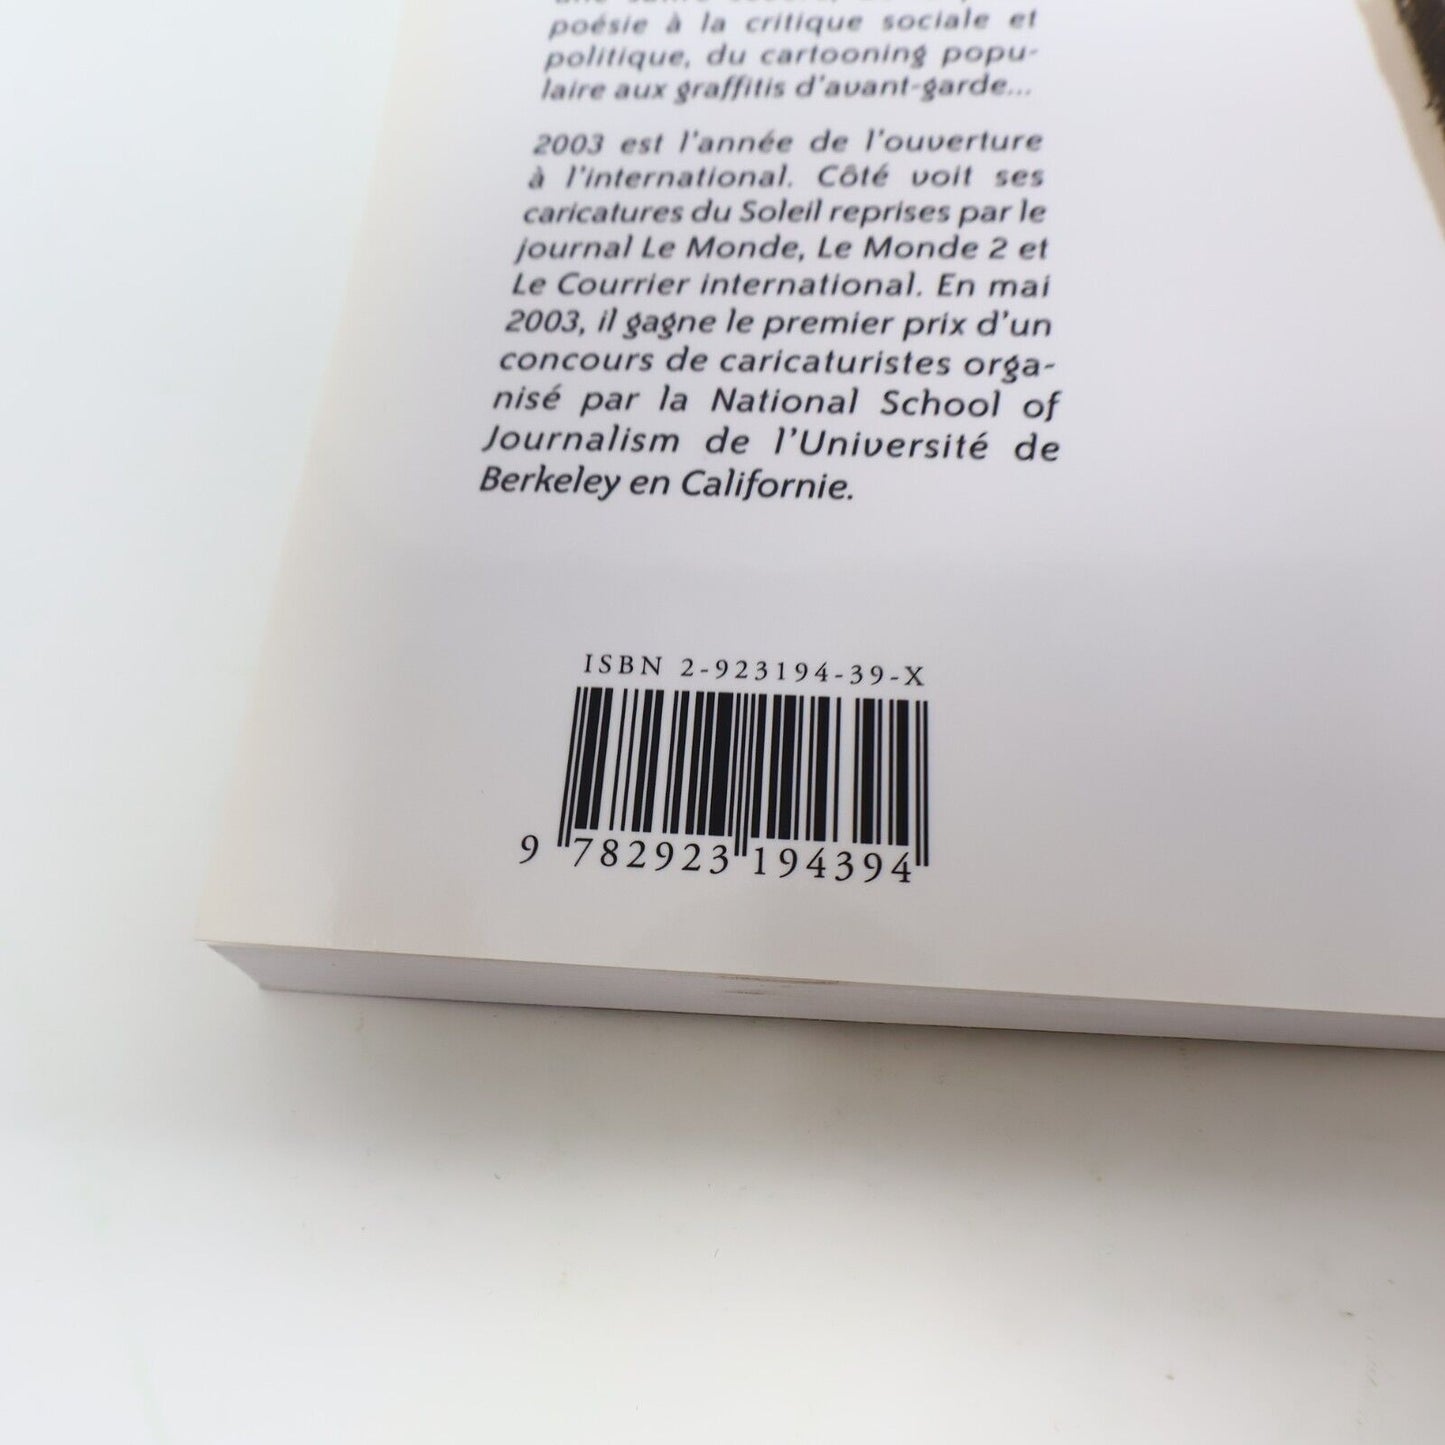 poésie à la critique sociale et
politique, du cartooning popu-
laire aux graffitis d'avant-garde...
2003 est l'année de l'ouverture
à l'international. Côté voit ses
caricatures du Soleil reprises par le
journal Le Monde, Le Monde 2 et
Le Courrier international. En mai
2003, il gagne le premier prix d'un
concours de caricaturistes orga-
nisé par la National School of
Journalism de l'Université de
Berkeley en Californie.
ISBN 2-923194-39-X
9 782923 194394